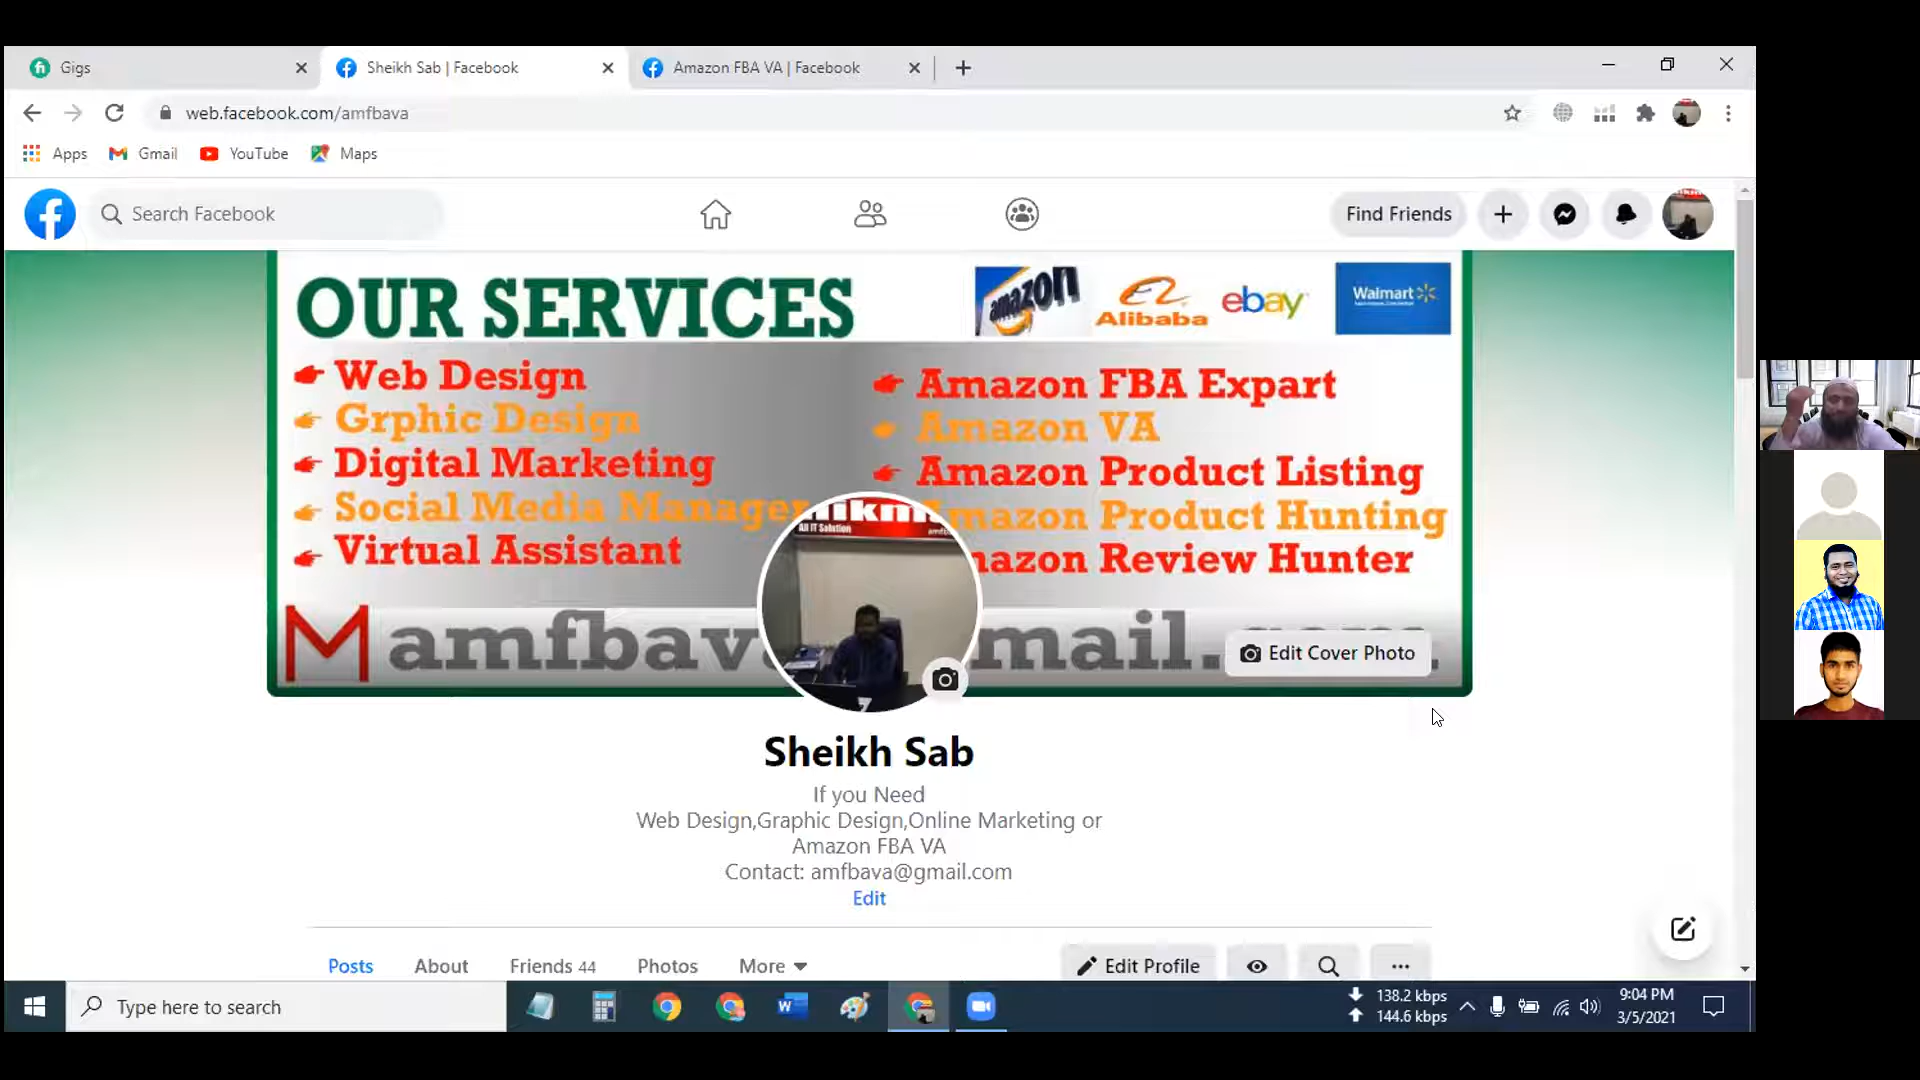 Gigs
Sheikh Sab | Facebook
Amazon FBA VA | Facebook
web.facebook.com/amfbava
Apps
Gmail
YouTube
Maps
Search Facebook
Find Friends
OUR SERVICES
amazon
Alibaba
ebay
Walmart
Web Design
Grphic Design
Digital Marketing
Social Media Manager
Virtual Assistant
Amazon FBA Expart
Amazon VA
Amazon Product Listing
mazon Product Hunting
azon Review Hunter
All IT Solution
amfbav
mail.
Edit Cover Photo
Sheikh Sab
If you Need
Web Design,Graphic Design,Online Marketing or
Amazon FBA VA
Contact: amfbava@gmail.com
Edit
Posts
About
Friends 44
Photos
More
Edit Profile
Type here to search
138.2 kbps
144.6 kbps
9:04 PM
3/5/2021